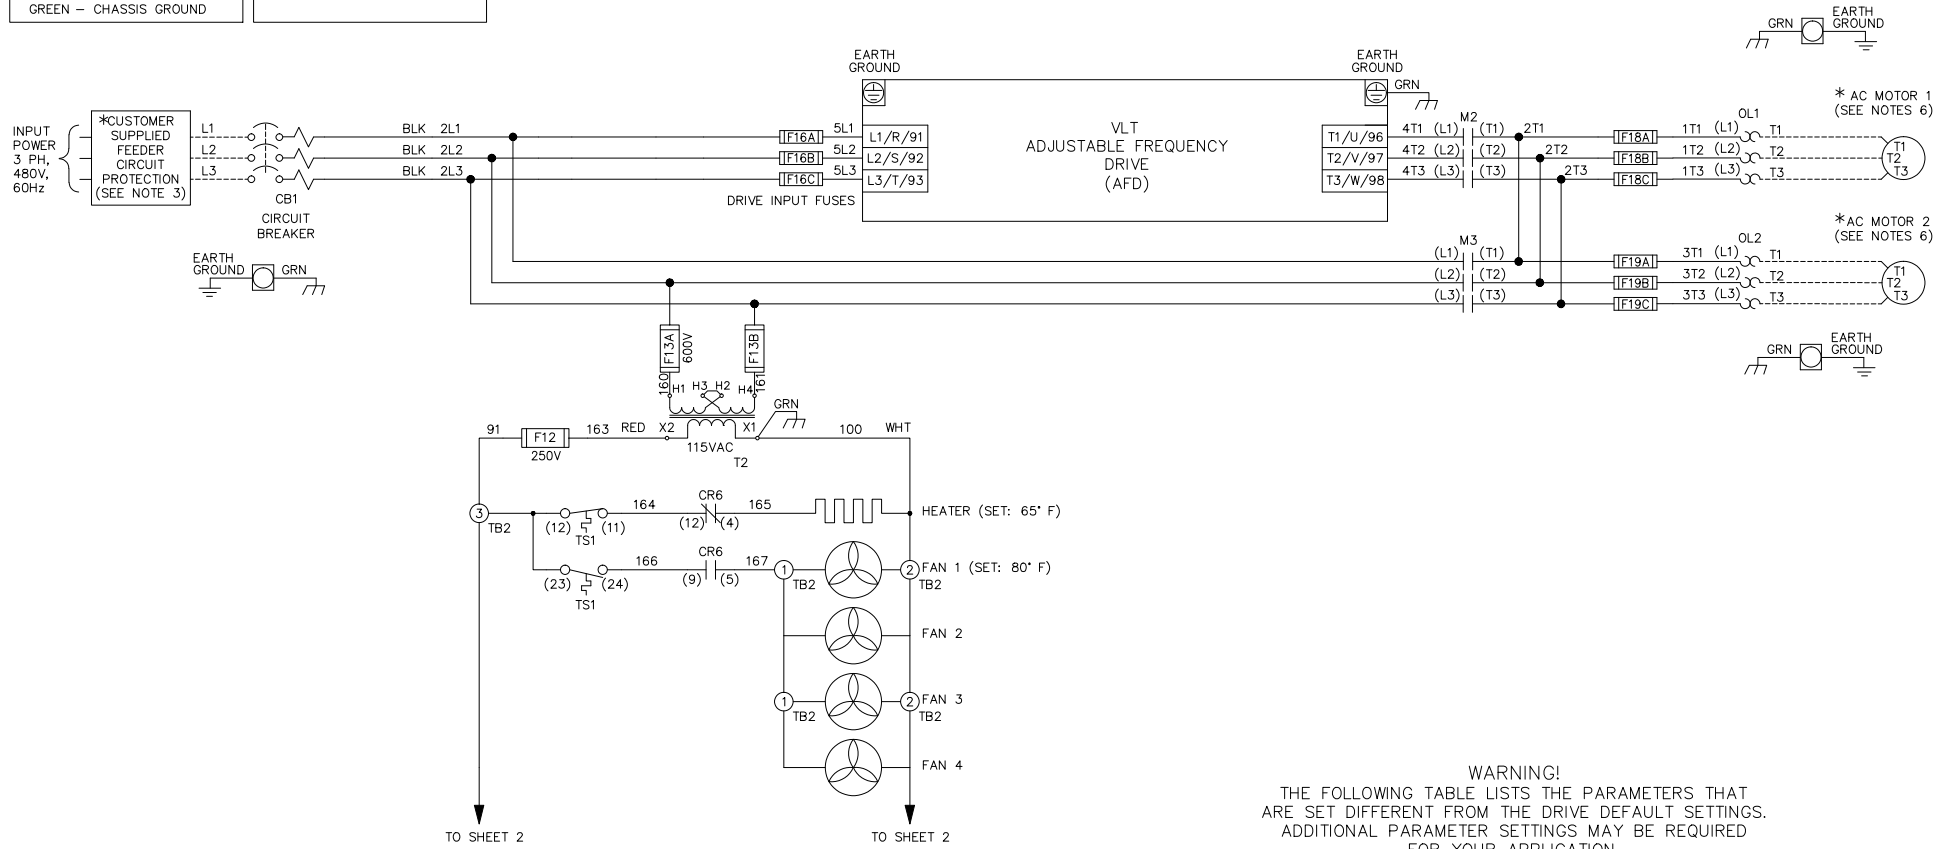 GREEN – CHASSIS GROUND
GRN
EARTH
GROUND
EARTH
GROUND
EARTH
GROUND
GRN
INPUT
POWER
3 PH,
480V,
60Hz
*CUSTOMER
SUPPLIED
FEEDER
CIRCUIT
PROTECTION
(SEE NOTE 3)
L1
L2
L3
CB1
CIRCUIT
BREAKER
BLK 2L1
BLK 2L2
BLK 2L3
F16A
F16B
F16C
5L1
5L2
5L3
DRIVE INPUT FUSES
L1/R/91
L2/S/92
L3/T/93
VLT
ADJUSTABLE FREQUENCY
DRIVE
(AFD)
T1/U/96
T2/V/97
T3/W/98
M2
4T1 (L1) (T1) 2T1
4T2 (L2) (T2) 2T2
4T3 (L3) (T3) 2T3
F18A
F18B
F18C
OL1
1T1 (L1) T1
1T2 (L2) T2
1T3 (L3) T3
* AC MOTOR 1
(SEE NOTES 6)
T1
T2
T3
EARTH
GROUND
GRN
M3
(L1) (T1)
(L2) (T2)
(L3) (T3)
F19A
F19B
F19C
OL2
3T1 (L1) T1
3T2 (L2) T2
3T3 (L3) T3
*AC MOTOR 2
(SEE NOTES 6)
T1
T2
T3
GRN
EARTH
GROUND
F13A
600V
F13B
160
161
H1 H3 H2 H4
GRN
91
F12
250V
163 RED X2
X1
115VAC
T2
100 WHT
3
TB2
(12) (11)
TS1
164
CR6
(12) (4)
165
HEATER (SET: 65° F)
(23) (24)
TS1
166
CR6
(9) (5)
167
1
TB2
2
TB2
FAN 1 (SET: 80° F)
FAN 2
1
TB2
2
TB2
FAN 3
FAN 4
TO SHEET 2
TO SHEET 2
WARNING!
THE FOLLOWING TABLE LISTS THE PARAMETERS THAT
ARE SET DIFFERENT FROM THE DRIVE DEFAULT SETTINGS.
ADDITIONAL PARAMETER SETTINGS MAY BE REQUIRED
FOR YOUR APPLICATION